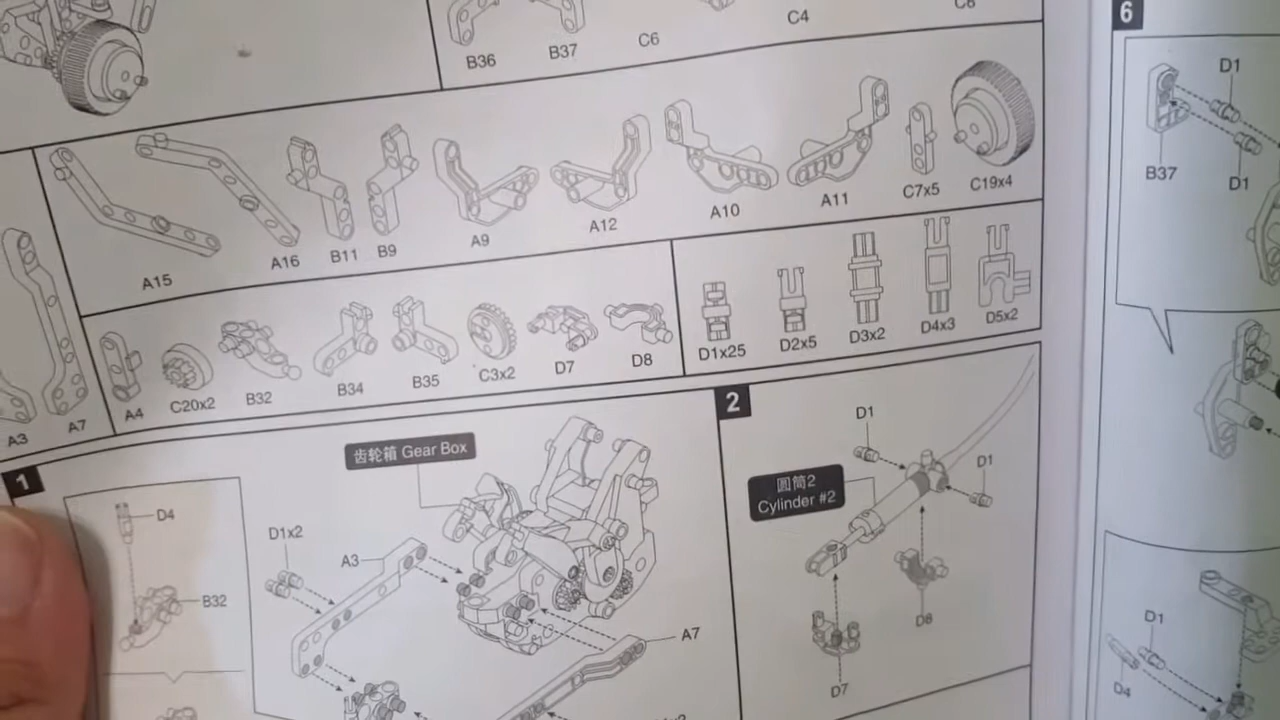 B36
B37
C6
C4
C8
A15
A16
B11
B9
A9
A12
A10
A11
C7x5
C19x4
A3
A7
A4
C20x2
B32
B34
B35
C3x2
D7
D8
D1x25
D2x5
D3x2
D4x3
D5x2
1
D4
B32
D1x2
A3
齿轮箱 Gear Box
A7
2
D1
圆筒2
Cylinder #2
D1
D8
D7
6
D1
B37
D1
D1
D4